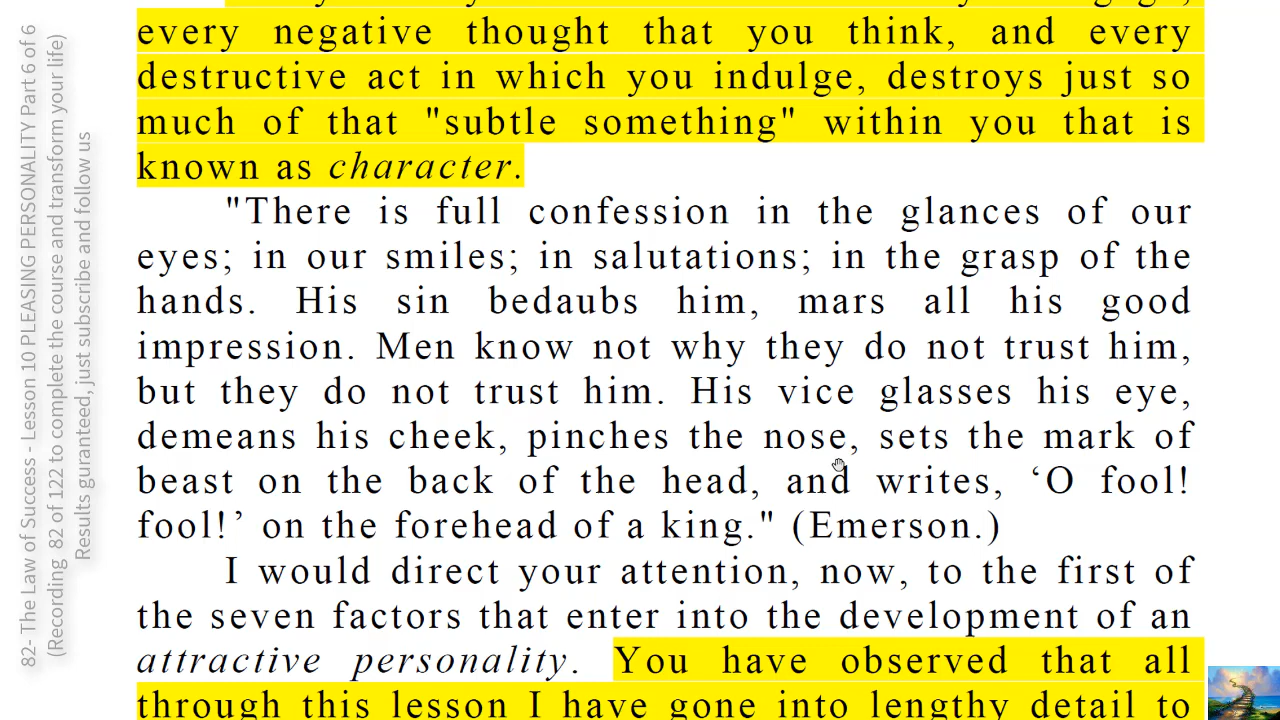 every negative thought that you think, and every
destructive act in which you indulge, destroys just so
much of that "subtle something" within you that is
known as character.
"There is full confession in the glances of our
eyes; in our smiles; in salutations; in the grasp of the
hands. His sin bedaubs him, mars all his good
impression. Men know not why they do not trust him,
but they do not trust him. His vice glasses his eye,
demeans his cheek, pinches the nose, sets the mark of
beast on the back of the head, and writes, ‘O fool!
fool!’ on the forehead of a king." (Emerson.)
I would direct your attention, now, to the first of
the seven factors that enter into the development of an
attractive personality. You have observed that all
through this lesson I have gone into lengthy detail to
82- The Law of Success - Lesson 10 PLEASING PERSONALITY Part 6 of 6
(Recording 82 of 122 to complete the course and transform your life)
Results guranteed, just subscribe and follow us